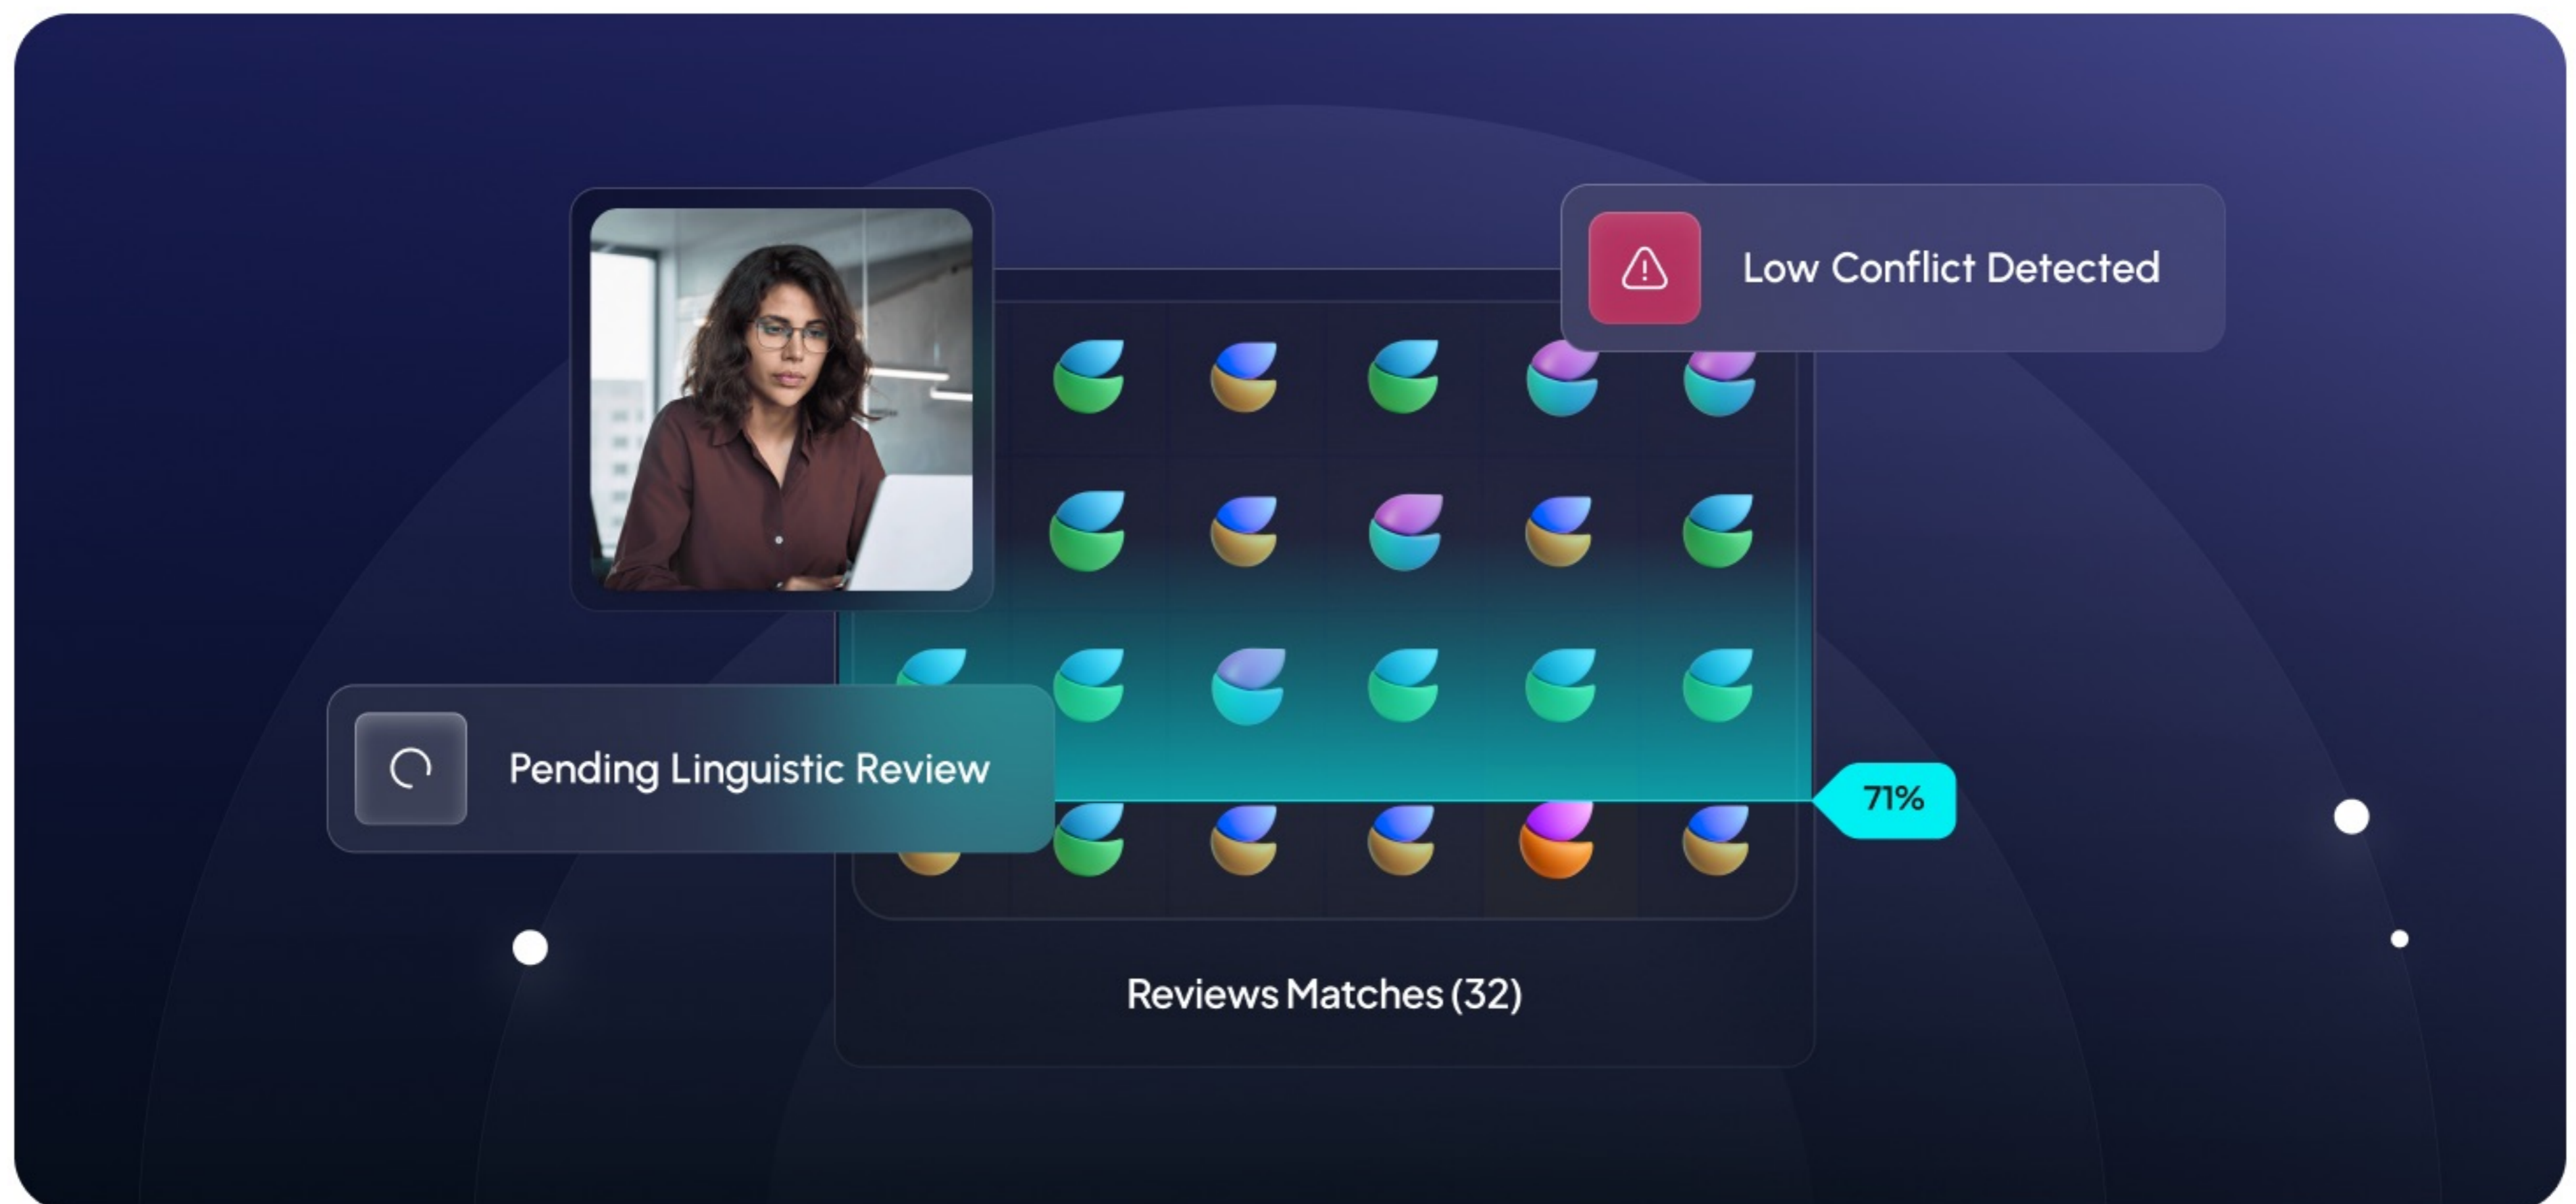 Low Conflict Detected
Pending Linguistic Review
71%
Reviews Matches (32)